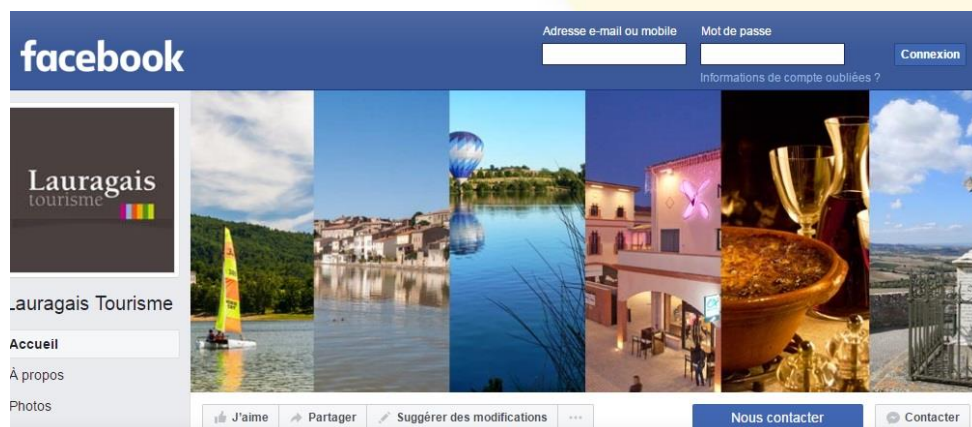 facebook
Adresse e-mail ou mobile
Mot de passe
Connexion
Informations de compte oubliées ?
Lauragais
tourisme
Lauragais Tourisme
Accueil
À propos
Photos
J'aime
Partager
Suggérer des modifications
...
Nous contacter
Contacter